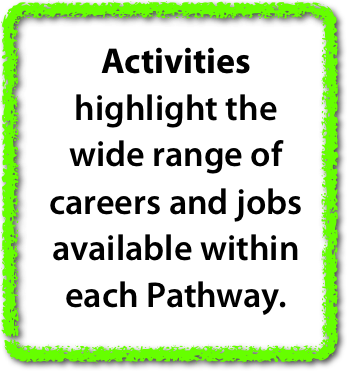 Activities
highlight the
wide range of
careers and jobs
available within
each Pathway.